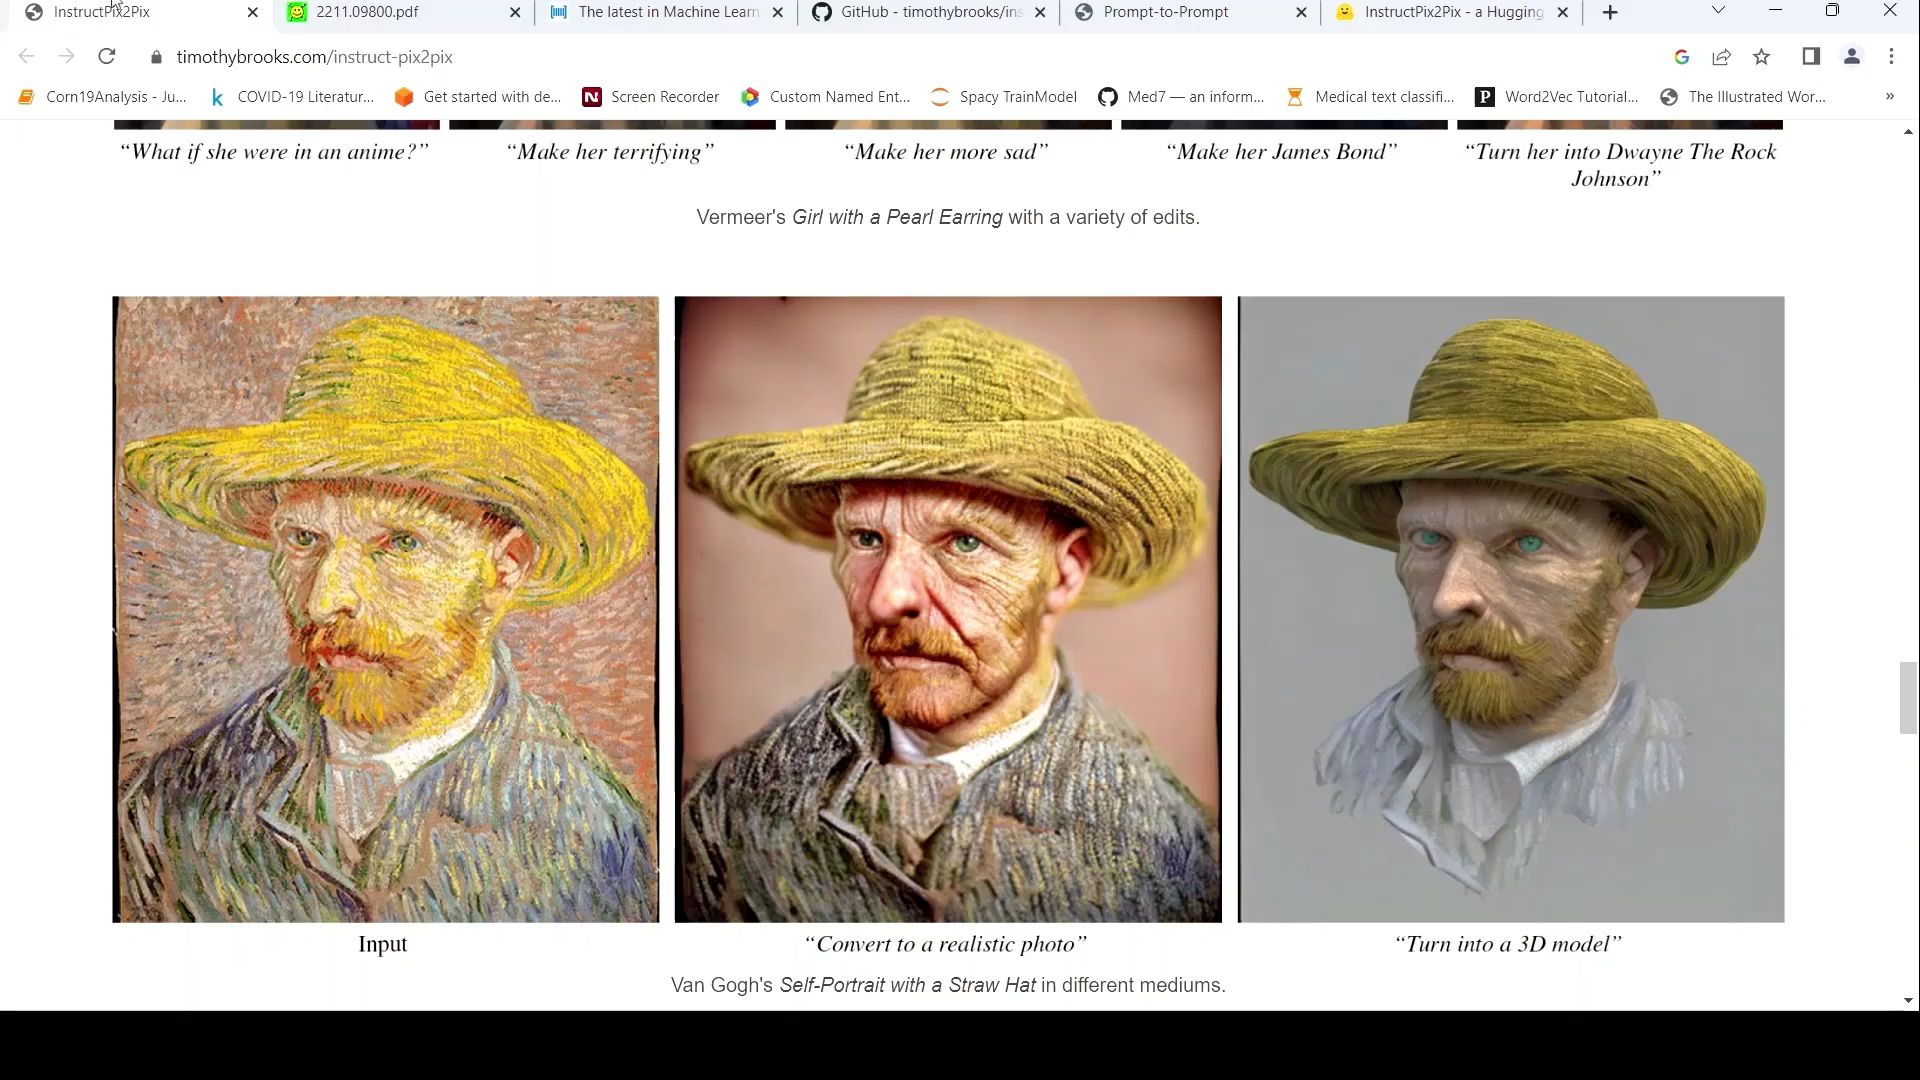 InstructPix2Pix
2211.09800.pdf
The latest in Machine Learn
GitHub - timothybrooks/ins
Prompt-to-Prompt
InstructPix2Pix - a Hugging
timothybrooks.com/instruct-pix2pix
Corn19Analysis - Ju...
COVID-19 Literatur...
Get started with de...
Screen Recorder
Custom Named Ent...
Spacy TrainModel
Med7 — an inform...
Medical text classifi...
Word2Vec Tutorial...
The Illustrated Wor...
»
“What if she were in an anime?”
“Make her terrifying”
“Make her more sad”
“Make her James Bond”
“Turn her into Dwayne The Rock
Johnson”
Vermeer's Girl with a Pearl Earring with a variety of edits.
Input
“Convert to a realistic photo”
“Turn into a 3D model”
Van Gogh's Self-Portrait with a Straw Hat in different mediums.